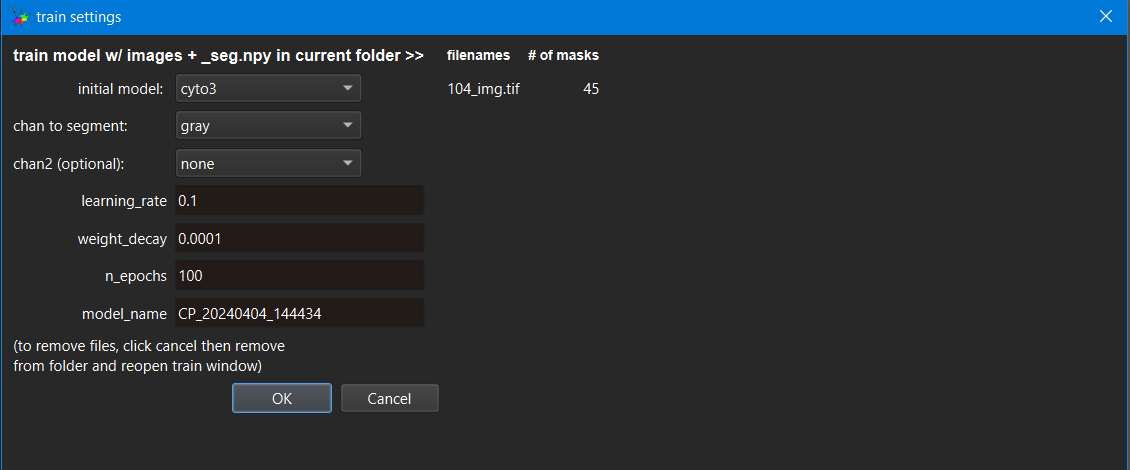 train settings
train model w/ images + _seg.npy in current folder >> filenames # of masks
initial model: cyto3 104_img.tif 45
chan to segment: gray
chan2 (optional): none
learning_rate 0.1
weight_decay 0.0001
n_epochs 100
model_name CP_20240404_144434
(to remove files, click cancel then remove
from folder and reopen train window)
OK Cancel